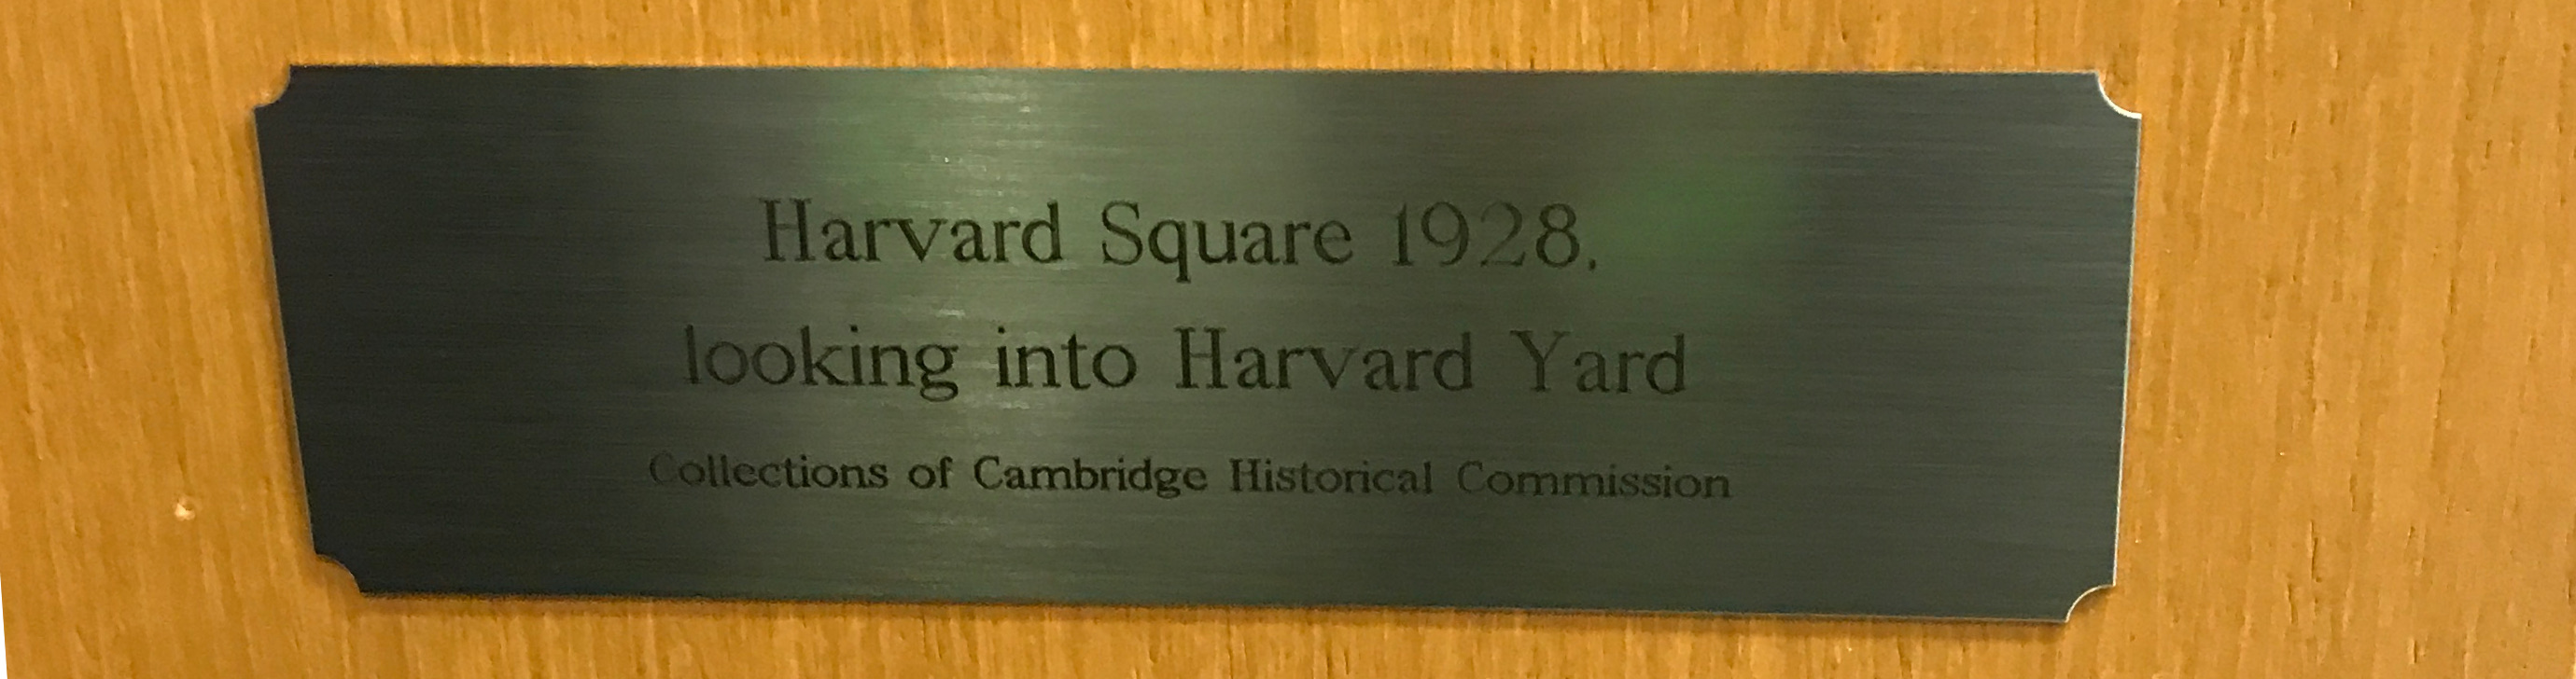 Harvard Square 1928,
looking into Harvard Yard
Collections of Cambridge Historical Commission